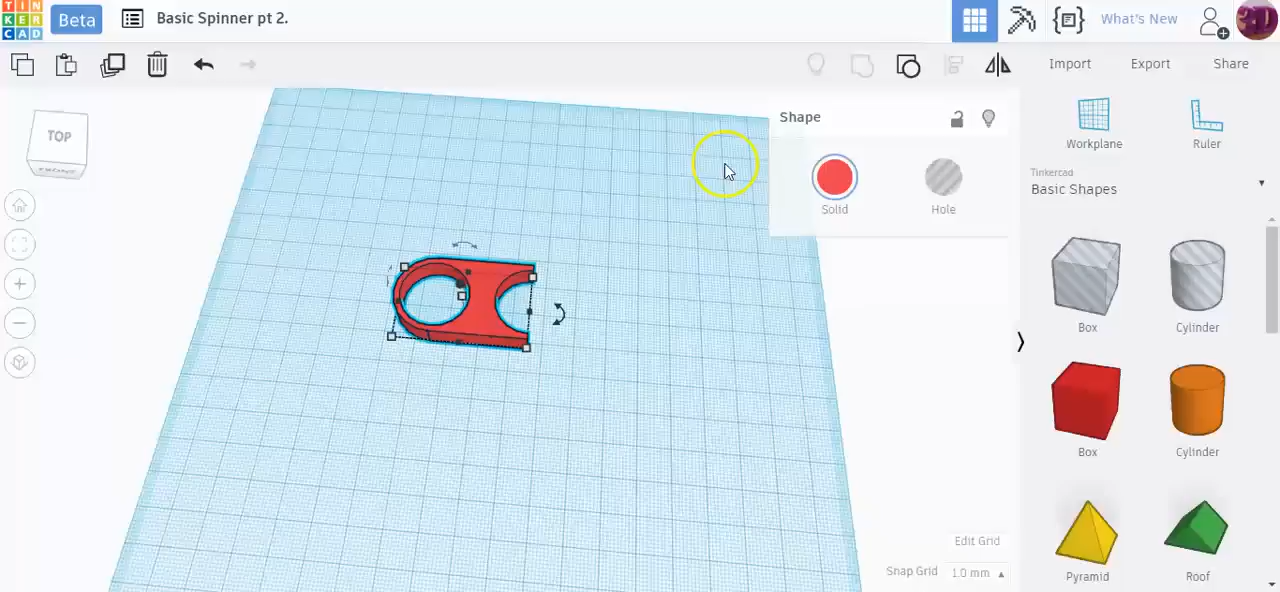 TIN
KER
CAD
Beta
Basic Spinner pt 2.
What's New
Import
Export
Share
TOP
Shape
Solid
Hole
Workplane
Ruler
Tinkercad
Basic Shapes
Box
Cylinder
Box
Cylinder
Pyramid
Roof
Edit Grid
Snap Grid
1.0 mm